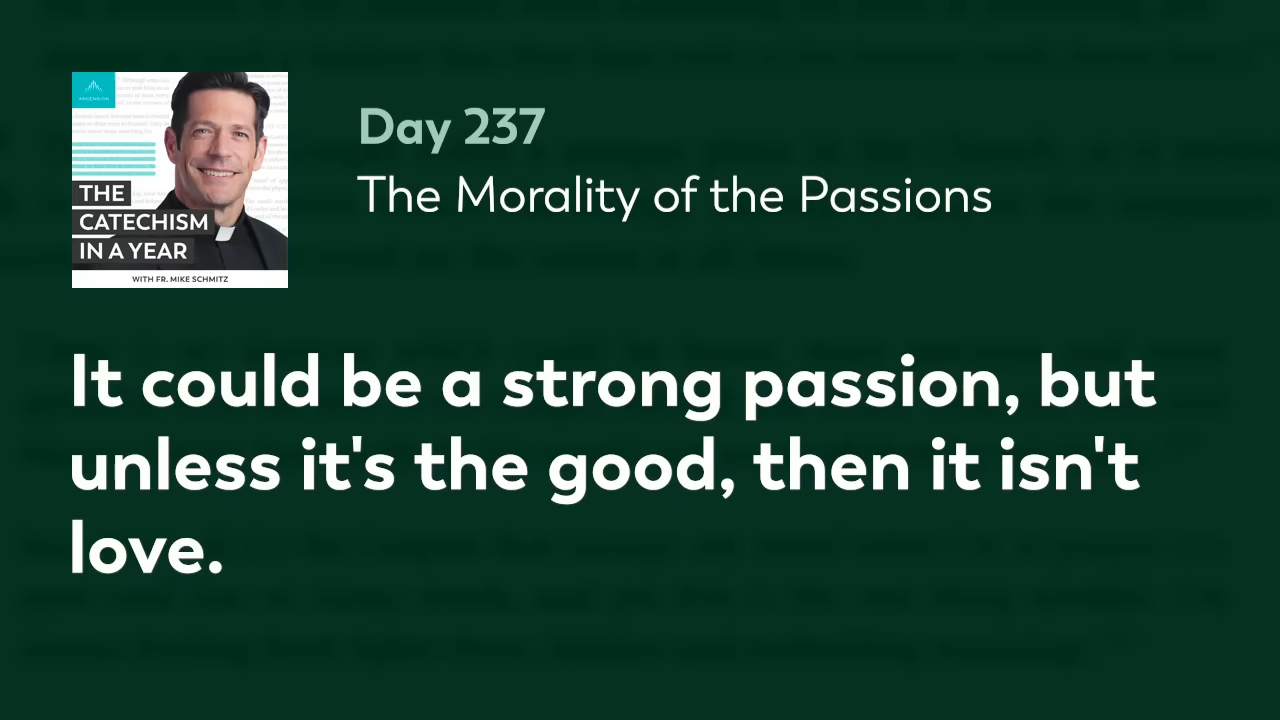 ASCENSION
THE
CATECHISM
IN A YEAR
WITH FR. MIKE SCHMITZ
Day 237
The Morality of the Passions
It could be a strong passion, but
unless it's the good, then it isn't
love.